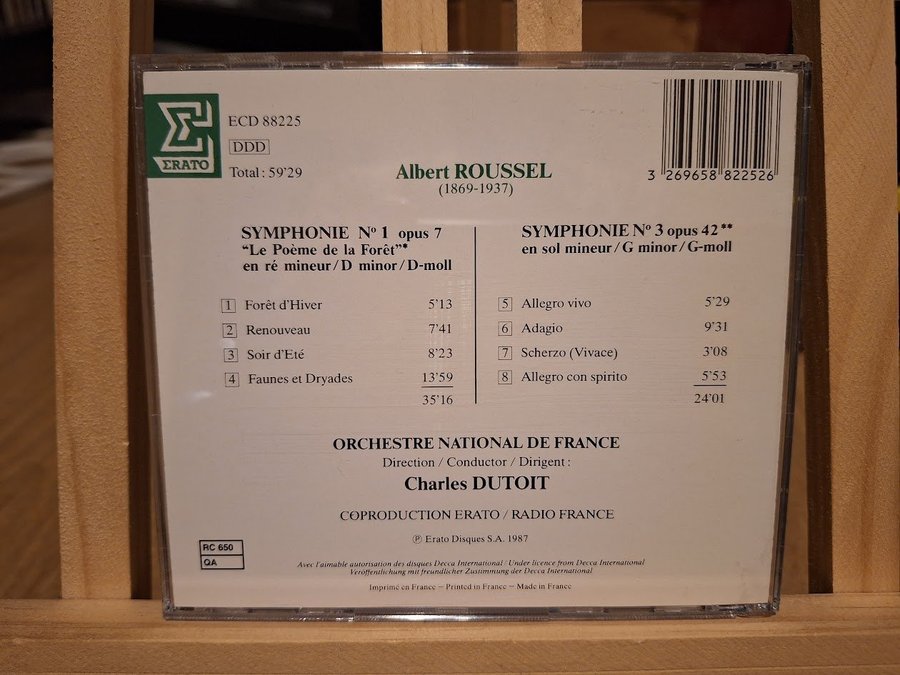 ERATO
ECD 88225
DDD
Total : 59'29
3 269658 822526
Albert ROUSSEL
(1869-1937)
SYMPHONIE Nº 1 opus 7
“Le Poème de la Forêt”*
en ré mineur / D minor / D-moll
1 Forêt d'Hiver 5'13
2 Renouveau 7'41
3 Soir d'Eté 8'23
4 Faunes et Dryades 13'59
35'16
SYMPHONIE Nº 3 opus 42**
en sol mineur / G minor / G-moll
5 Allegro vivo 5'29
6 Adagio 9'31
7 Scherzo (Vivace) 3'08
8 Allegro con spirito 5'53
24'01
ORCHESTRE NATIONAL DE FRANCE
Direction / Conductor / Dirigent :
Charles DUTOIT
COPRODUCTION ERATO / RADIO FRANCE
℗ Erato Disques S.A. 1987
RC 650
QA
Avec l'aimable autorisation des disques Decca International / Under licence from Decca International
Veröffentlichung mit freundlicher Zustimmung der Decca International
Imprimé en France – Printed in France – Made in France